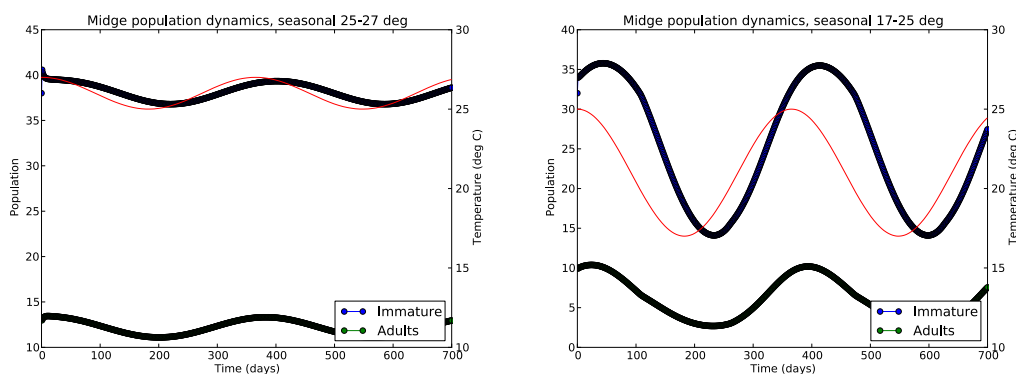 Midge population dynamics, seasonal 25-27 deg
45
40
35
30
25
20
15
10
Population
30
25
20
15
10
Temperature (deg C)
0 100 200 300 400 500 600 700
Time (days)
Immature
Adults
Midge population dynamics, seasonal 17-25 deg
40
35
30
25
20
15
10
5
0
Population
30
25
20
15
10
Temperature (deg C)
0 100 200 300 400 500 600 700
Time (days)
Immature
Adults